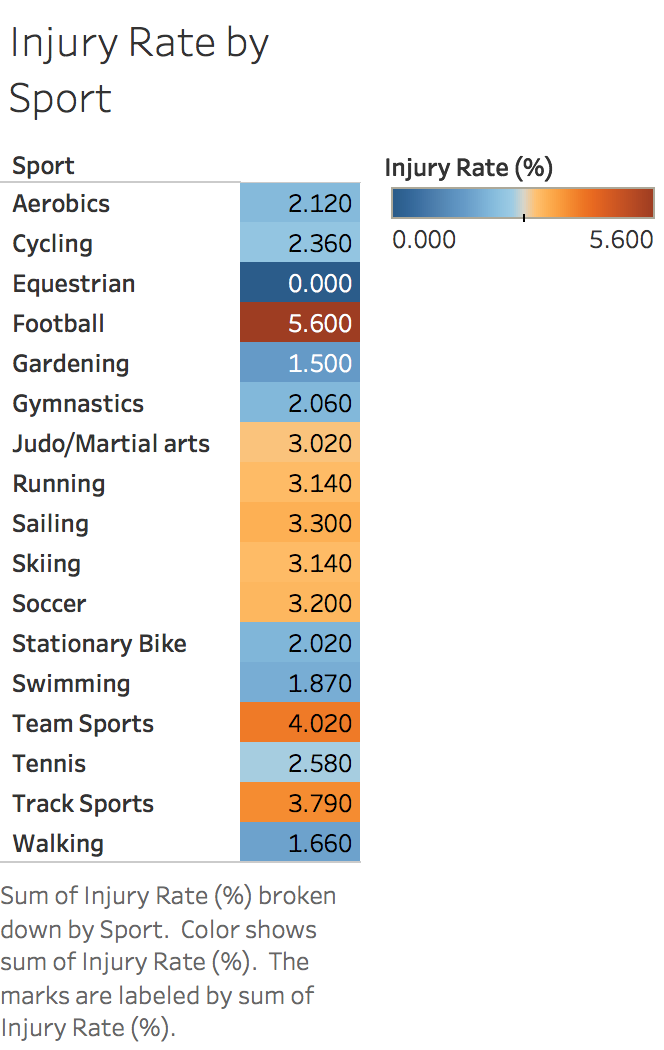 Injury Rate by
Sport
Sport
Injury Rate (%)
0.000 5.600
Aerobics 2.120
Cycling 2.360
Equestrian 0.000
Football 5.600
Gardening 1.500
Gymnastics 2.060
Judo/Martial arts 3.020
Running 3.140
Sailing 3.300
Skiing 3.140
Soccer 3.200
Stationary Bike 2.020
Swimming 1.870
Team Sports 4.020
Tennis 2.580
Track Sports 3.790
Walking 1.660
Sum of Injury Rate (%) broken
down by Sport.  Color shows
sum of Injury Rate (%).  The
marks are labeled by sum of
Injury Rate (%).